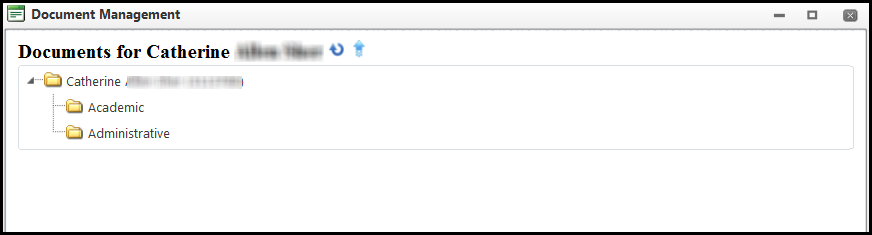 Document Management
Documents for Catherine
Catherine
Academic
Administrative